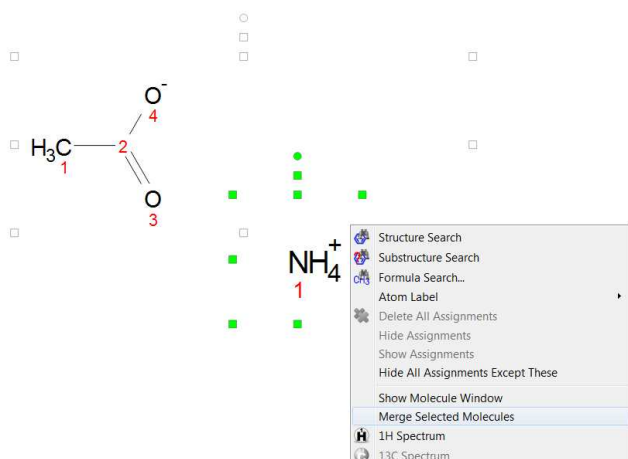 O-
4
H3C
1
2
O
3
NH4+
1
Structure Search
Substructure Search
CH3
Formula Search...
Atom Label
Delete All Assignments
Hide Assignments
Show Assignments
Hide All Assignments Except These
Show Molecule Window
Merge Selected Molecules
H
1H Spectrum
13C Spectrum